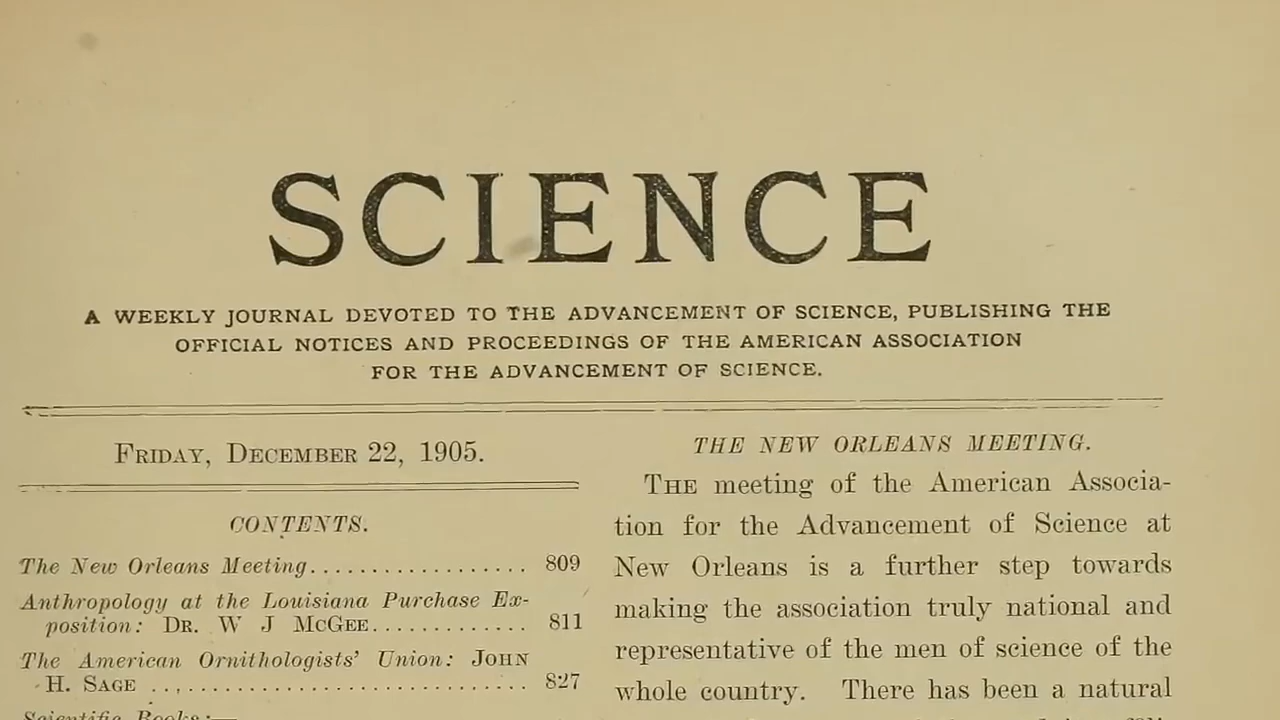 SCIENCE
A WEEKLY JOURNAL DEVOTED TO THE ADVANCEMENT OF SCIENCE, PUBLISHING THE
OFFICIAL NOTICES AND PROCEEDINGS OF THE AMERICAN ASSOCIATION
FOR THE ADVANCEMENT OF SCIENCE.
FRIDAY, DECEMBER 22, 1905.
CONTENTS.
The New Orleans Meeting.................. 809
Anthropology at the Louisiana Purchase Ex-
position: DR. W J MCGEE............. 811
The American Ornithologists' Union: JOHN
H. SAGE ............................... 827
Scientific Books:—
THE NEW ORLEANS MEETING.
THE meeting of the American Associa-
tion for the Advancement of Science at
New Orleans is a further step towards
making the association truly national and
representative of the men of science of the
whole country. There has been a natural